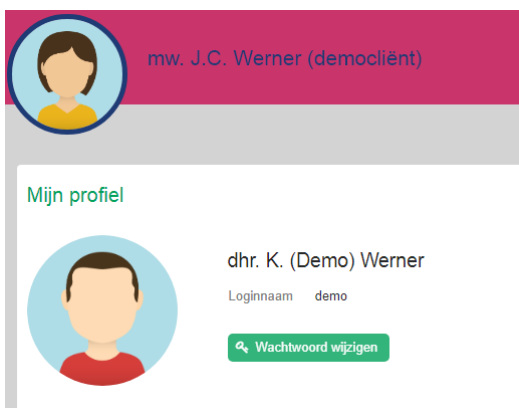 mw. J.C. Werner (democliënt)
Mijn profiel
dhr. K. (Demo) Werner
Loginnaam demo
Wachtwoord wijzigen